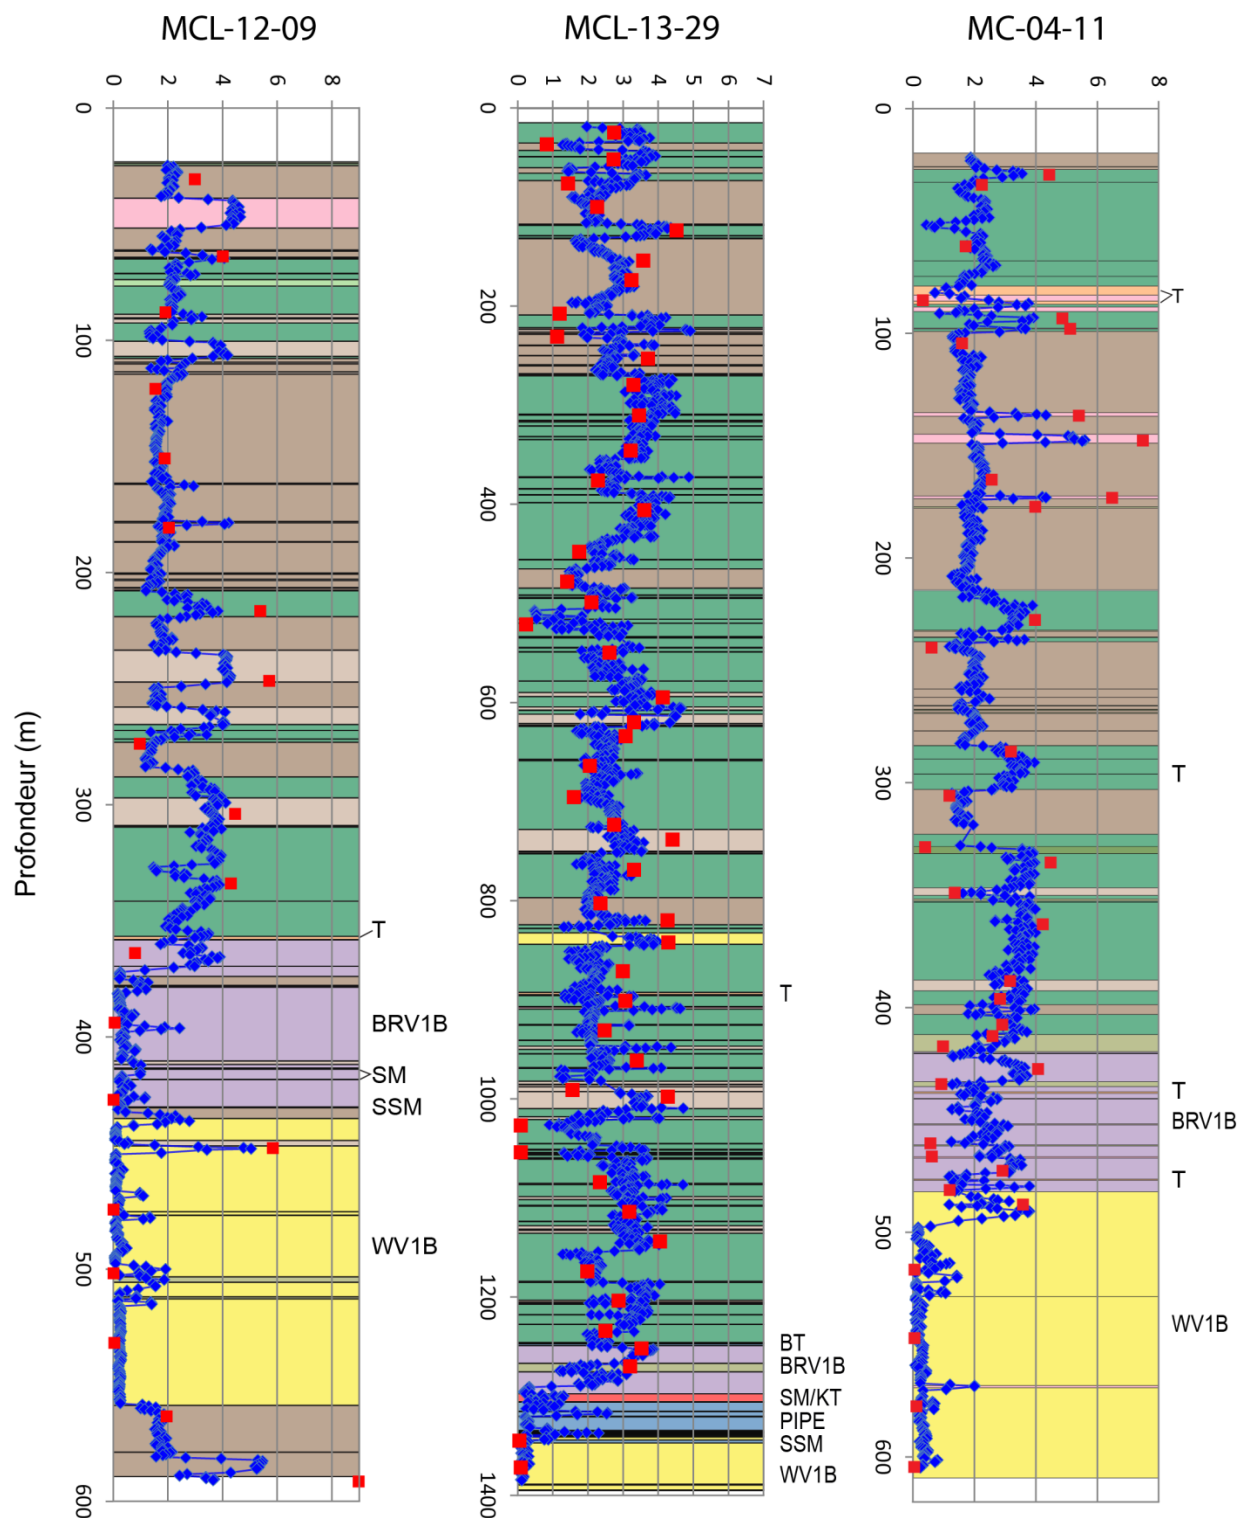 MCL-12-09 MCL-13-29 MC-04-11
0 2 4 6 8 0 1 2 3 4 5 6 7 0 2 4 6 8
Profondeur (m)
0
100
200
300
400
500
600
T
BRV1B
SM
SSM
WV1B
0
200
400
600
800
1000
1200
1400
T
BT
BRV1B
SM/KT
PIPE
SSM
WV1B
0
100
200
300
400
500
600
T
T
T
BRV1B
T
WV1B